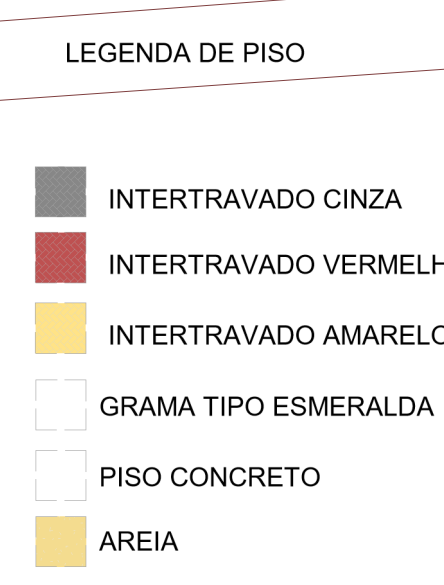 LEGENDA DE PISO
INTERTRAVADO CINZA
INTERTRAVADO VERMELH
INTERTRAVADO AMARELO
GRAMA TIPO ESMERALDA
PISO CONCRETO
AREIA